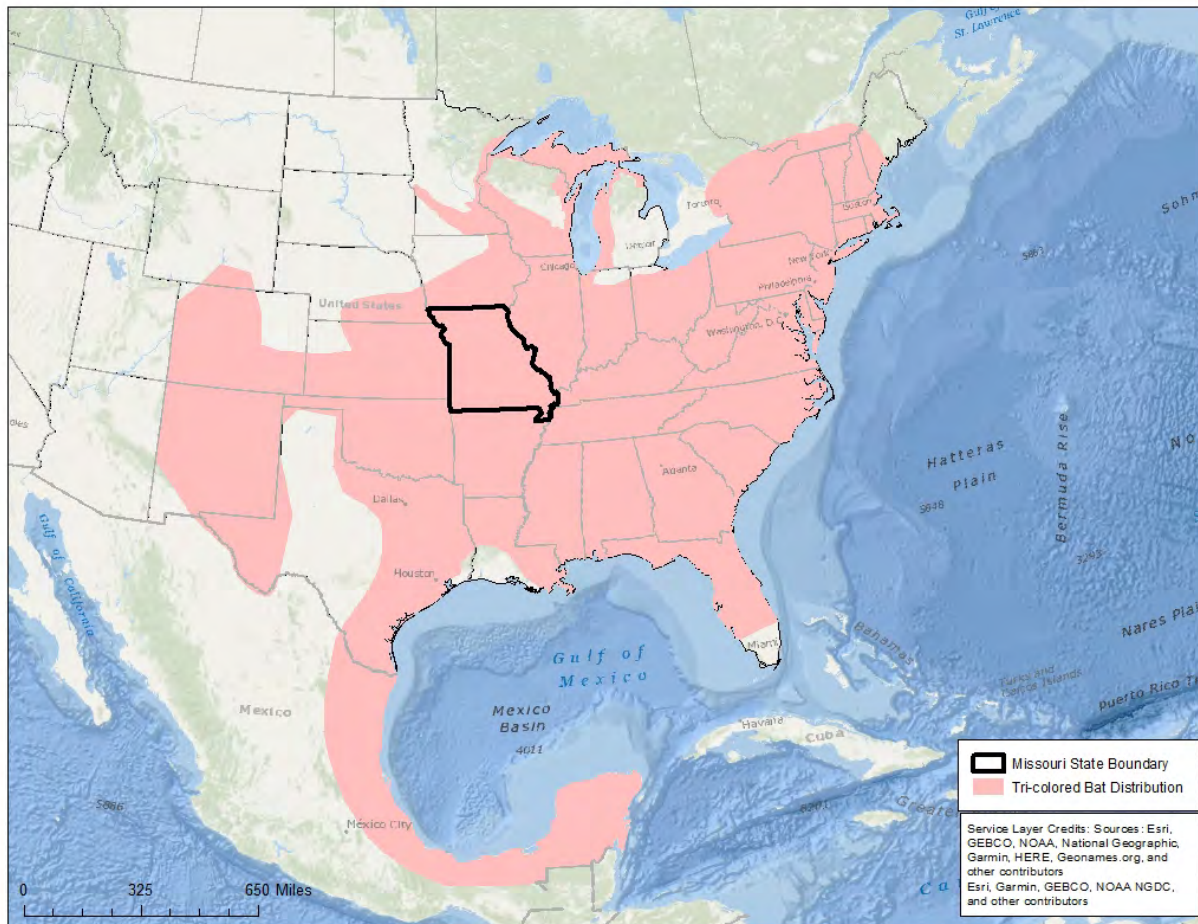 Gulf of
St. Lawrence
Toronto
Boston
Detroit
Chicago
New York
Philadelphia
United States
Washington, D.C.
Sohm
5863
Hatteras
Plain
5648
Bermuda Rise
3293
Atlanta
Dallas
Houston
Gulf of California
Nares Plain
Miami
Bahamas
Gulf of
Mexico
Turks and
Caicos Islands
Puerto Rico
Mexico
Mexico
Basin
4011
Havana
Cuba
México City
Missouri State Boundary
Tri-colored Bat Distribution
Service Layer Credits: Sources: Esri,
GEBCO, NOAA, National Geographic,
Garmin, HERE, Geonames.org, and
other contributors
Esri, Garmin, GEBCO, NOAA NGDC,
and other contributors
0 325 650 Miles